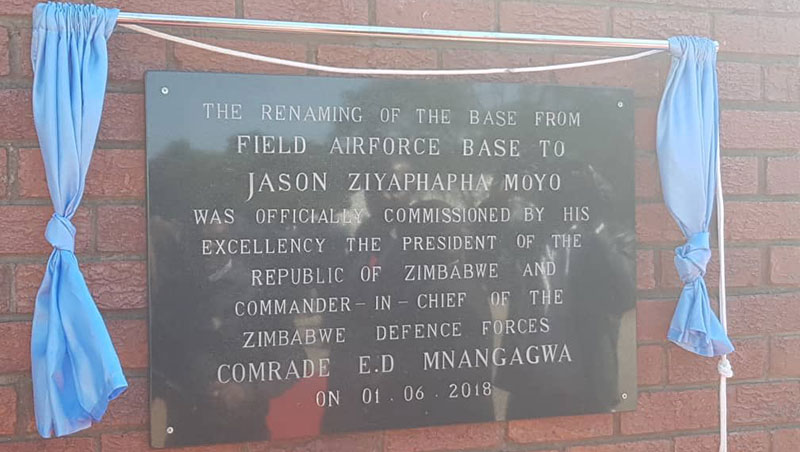 THE RENAMING OF THE BASE FROM
FIELD AIRFORCE BASE TO
JASON ZIYAPHAPHA MOYO
WAS OFFICIALLY COMMISSIONED BY HIS
EXCELLENCY THE PRESIDENT OF THE
REPUBLIC OF ZIMBABWE AND
COMMANDER-IN-CHIEF OF THE
ZIMBABWE DEFENCE FORCES
COMRADE E.D MNANGAGWA
ON 01.06.2018